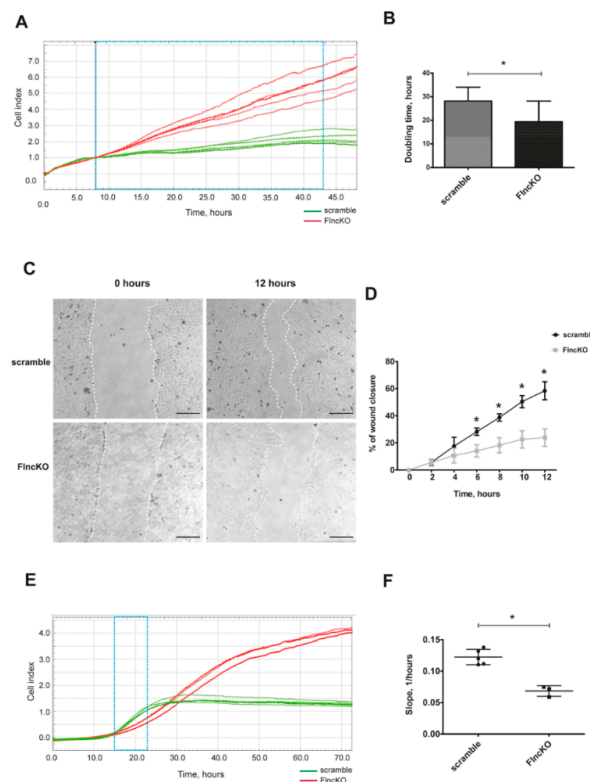 A
Cell index
7.0
6.0
5.0
4.0
3.0
2.0
1.0
0.0
0.0 5.0 10.0 15.0 20.0 25.0 30.0 35.0 40.0 45.0
Time, hours
scramble
FlncKO
B
*
Doubling time, hours
40
30
20
10
0
scramble
FlncKO
C
0 hours 12 hours
scramble
FlncKO
D
FlncKO
% of wound closure
80
60
40
20
0
* * * *
0 2 4 6 8 10 12
Time, hours
E
Cell index
4.0
3.0
2.0
1.0
0.0
0.0 10.0 20.0 30.0 40.0 50.0 60.0 70.0
Time, hours
scramble
FlncKO
F
*
Slope, 1/hours
0.15
0.10
0.05
0.00
scramble
FlncKO